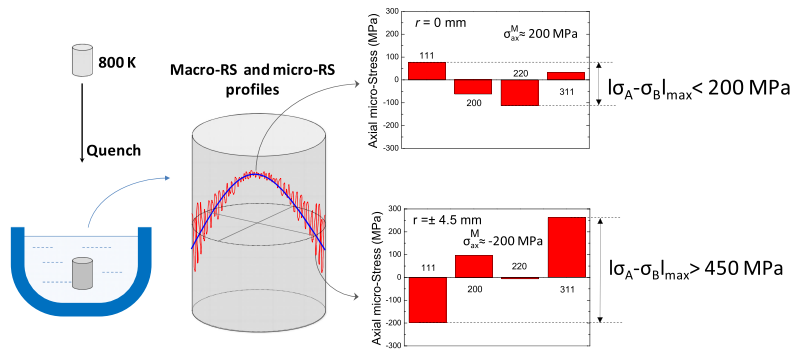 800 K
Quench
Macro-RS and micro-RS
profiles
Axial micro-Stress (MPa)
300
200
100
0
-100
-200
-300
r = 0 mm
σ_ax^M ≈ 200 MPa
111
200
220
311
|σA-σB|max< 200 MPa
Axial micro-Stress (MPa)
300
200
100
0
-100
-200
-300
r =± 4.5 mm
σ_ax^M ≈ -200 MPa
111
200
220
311
|σA-σB|max> 450 MPa